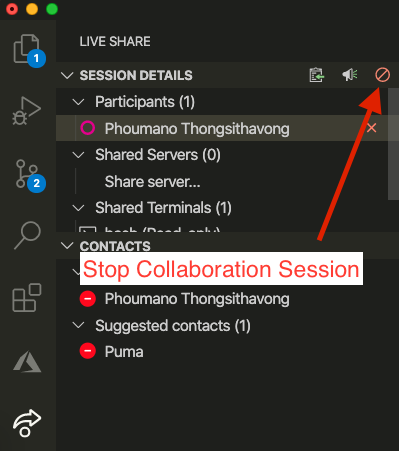 LIVE SHARE
1
SESSION DETAILS
Participants (1)
Phoumano Thongsithavong
Shared Servers (0)
Share server...
2
Shared Terminals (1)
bash (Read-only)
CONTACTS
Stop Collaboration Session
Phoumano Thongsithavong
Suggested contacts (1)
Puma